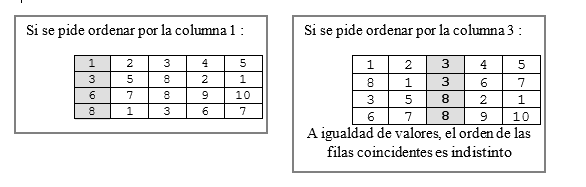 Si se pide ordenar por la columna 1 :
1 2 3 4 5
3 5 8 2 1
6 7 8 9 10
8 1 3 6 7
Si se pide ordenar por la columna 3 :
1 2 3 4 5
8 1 3 6 7
3 5 8 2 1
6 7 8 9 10
A igualdad de valores, el orden de las
filas coincidentes es indistinto